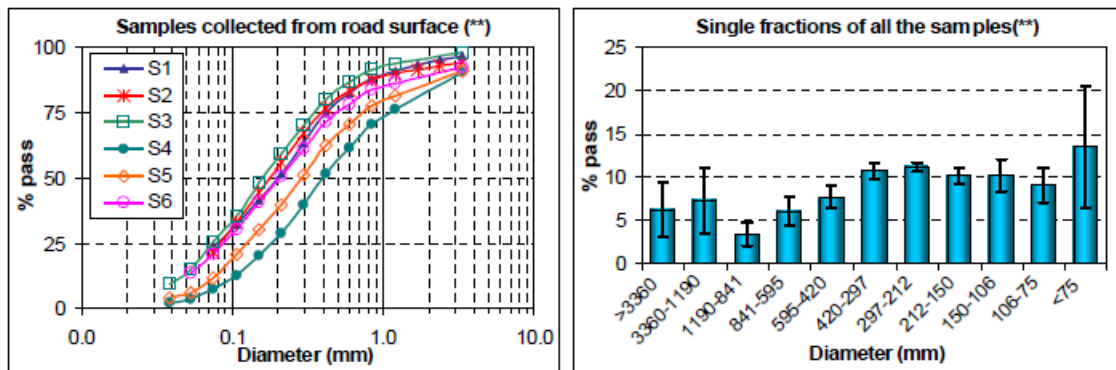 Samples collected from road surface (**)
100
75
50
25
0
% pass
S1
S2
S3
S4
S5
S6
0.0
0.1
1.0
10.0
Diameter (mm)
Single fractions of all the samples(**)
25
20
15
10
5
0
% pass
>3360
3360-1190
1190-841
841-595
595-420
420-297
297-212
212-150
150-106
106-75
<75
Diameter (mm)